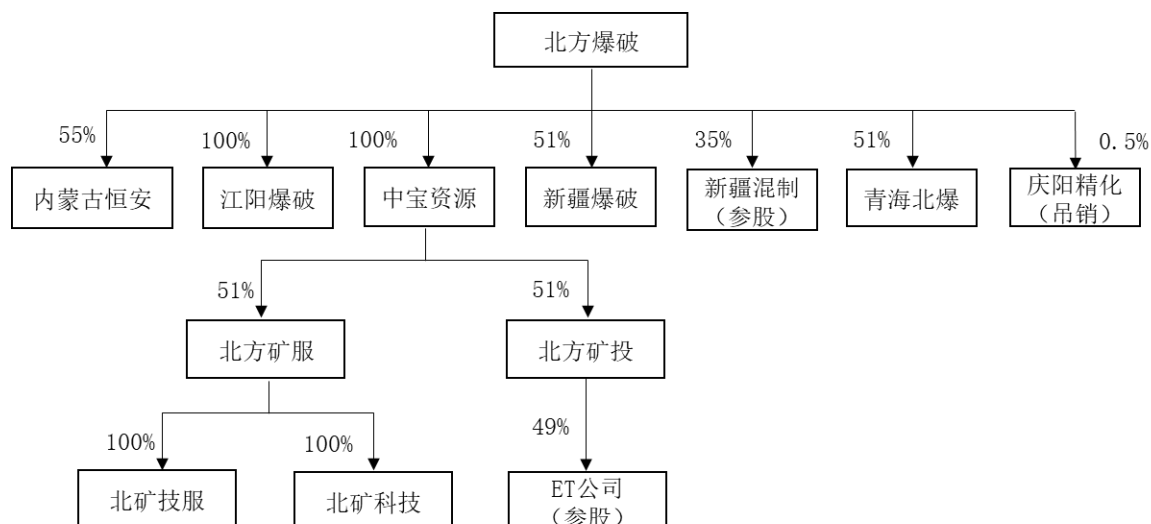 北方爆破
55%
100%
100%
51%
35%
51%
0.5%
内蒙古恒安
江阳爆破
中宝资源
新疆爆破
新疆混制
（参股）
青海北爆
庆阳精化
（吊销）
51%
51%
北方矿服
北方矿投
100%
100%
49%
北矿技服
北矿科技
ET公司
（参股）